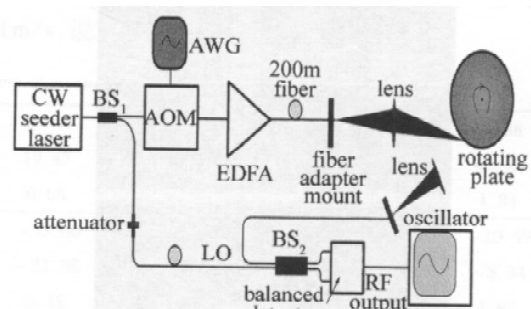 AWG
200m
fiber
lens
CW
seeder
laser
BS₁
AOM
EDFA
fiber
adapter
mount
lens
rotating
plate
attenuator
LO
BS₂
oscillator
balanced
RF
output